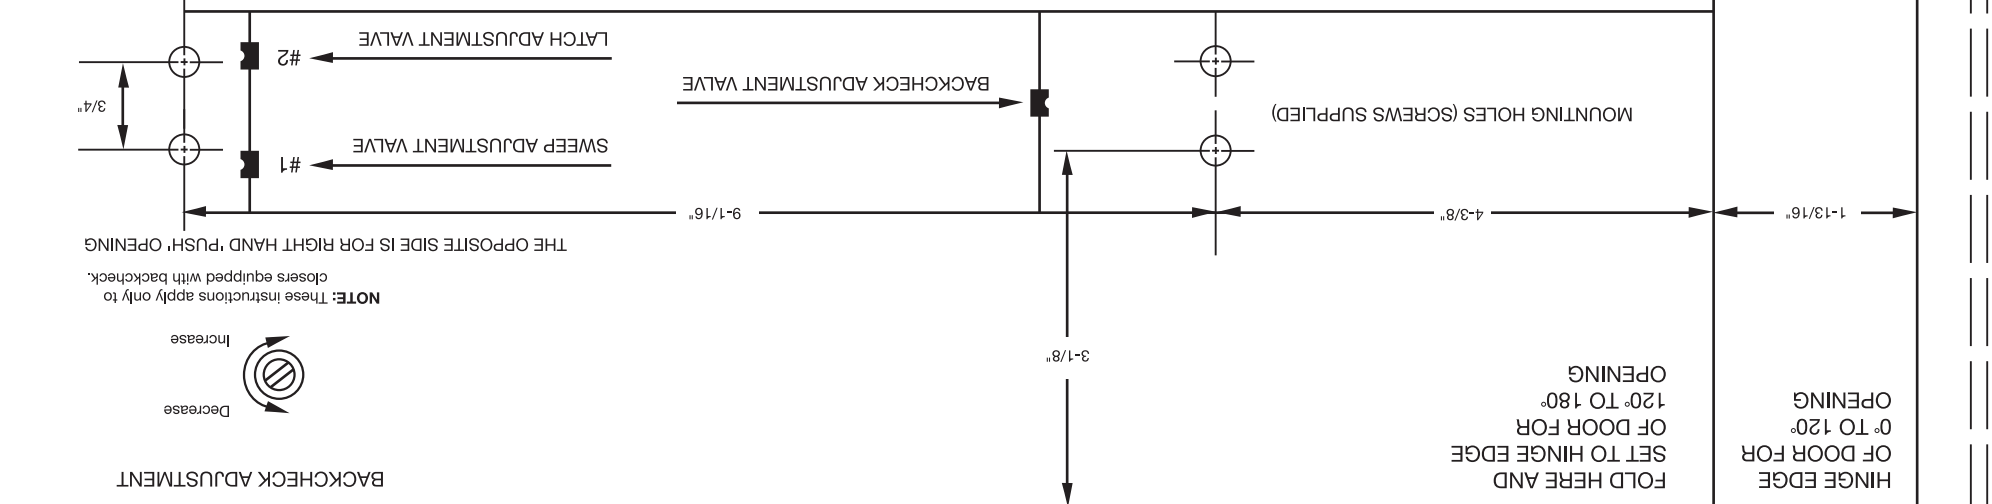 HINGE EDGE
OF DOOR FOR
0° TO 120°
OPENING
FOLD HERE AND
SET TO HINGE EDGE
OF DOOR FOR
120° TO 180°
OPENING
BACKCHECK ADJUSTMENT
Decrease
Increase
3-1/8"
NOTE: These instructions apply only to
closers equipped with backcheck.
THE OPPOSITE SIDE IS FOR RIGHT HAND 'PUSH' OPENING
1-13/16"
4-3/8"
9-1/16"
#1
SWEEP ADJUSTMENT VALVE
MOUNTING HOLES (SCREWS SUPPLIED)
BACKCHECK ADJUSTMENT VALVE
3/4"
#2
LATCH ADJUSTMENT VALVE